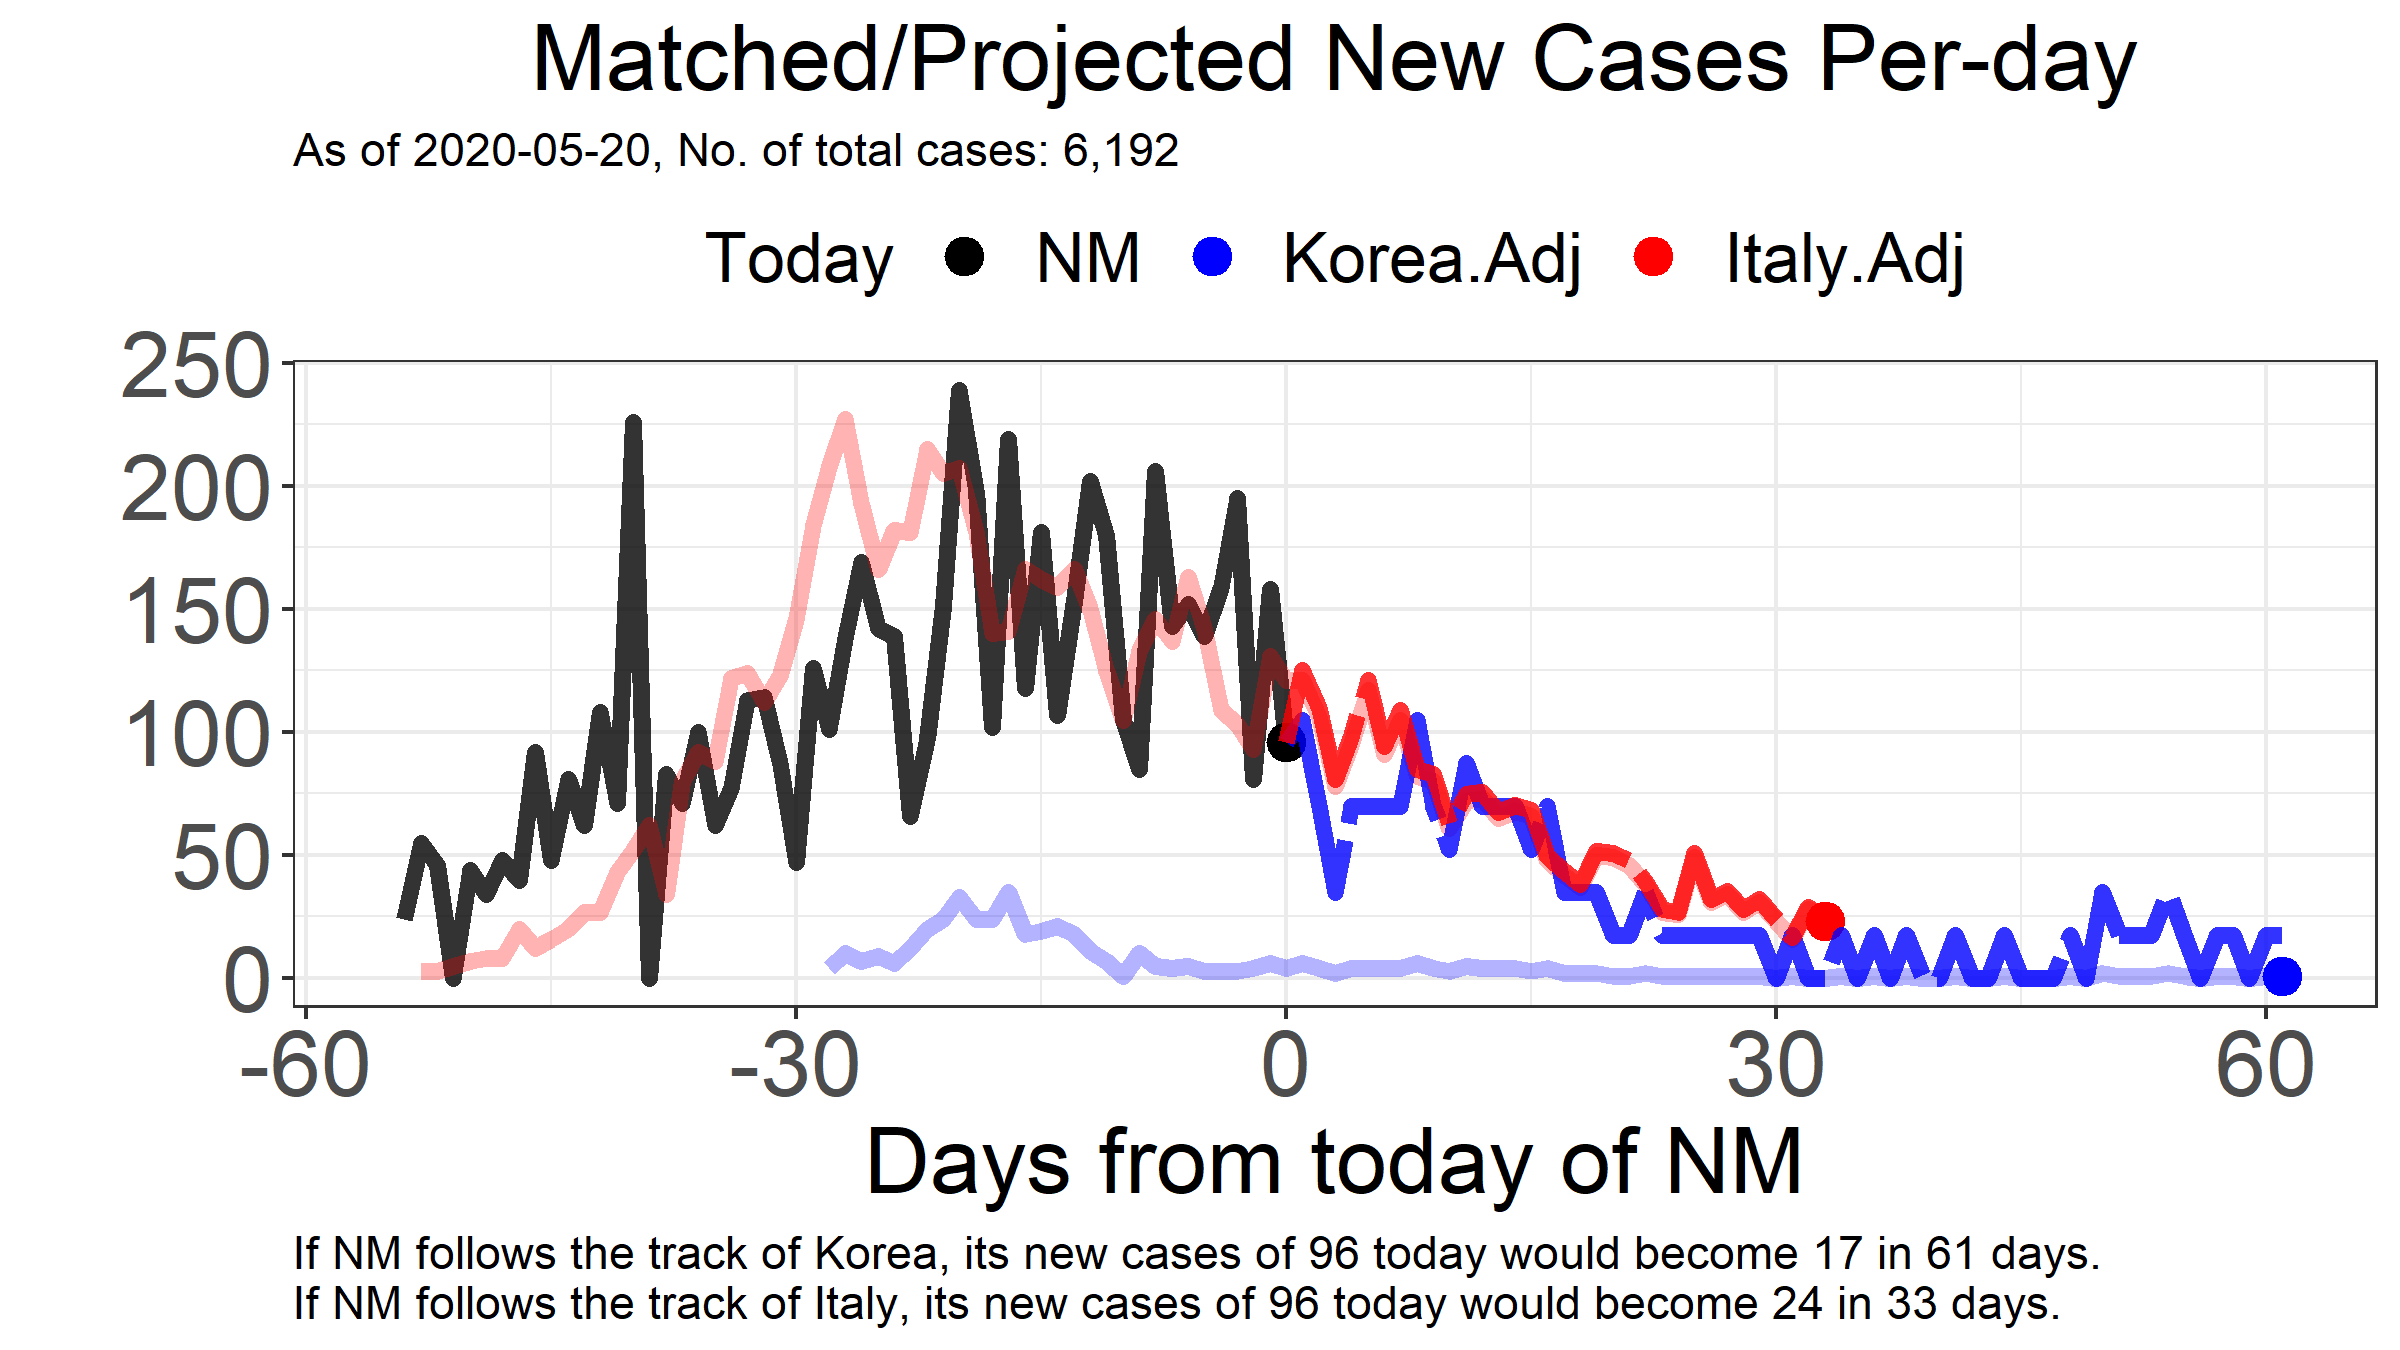 Matched/Projected New Cases Per-day
As of 2020-05-20, No. of total cases: 6,192
Today NM Korea.Adj Italy.Adj
250
200
150
100
50
0
-60 -30 0 30 60
Days from today of NM
If NM follows the track of Korea, its new cases of 96 today would become 17 in 61 days.
If NM follows the track of Italy, its new cases of 96 today would become 24 in 33 days.